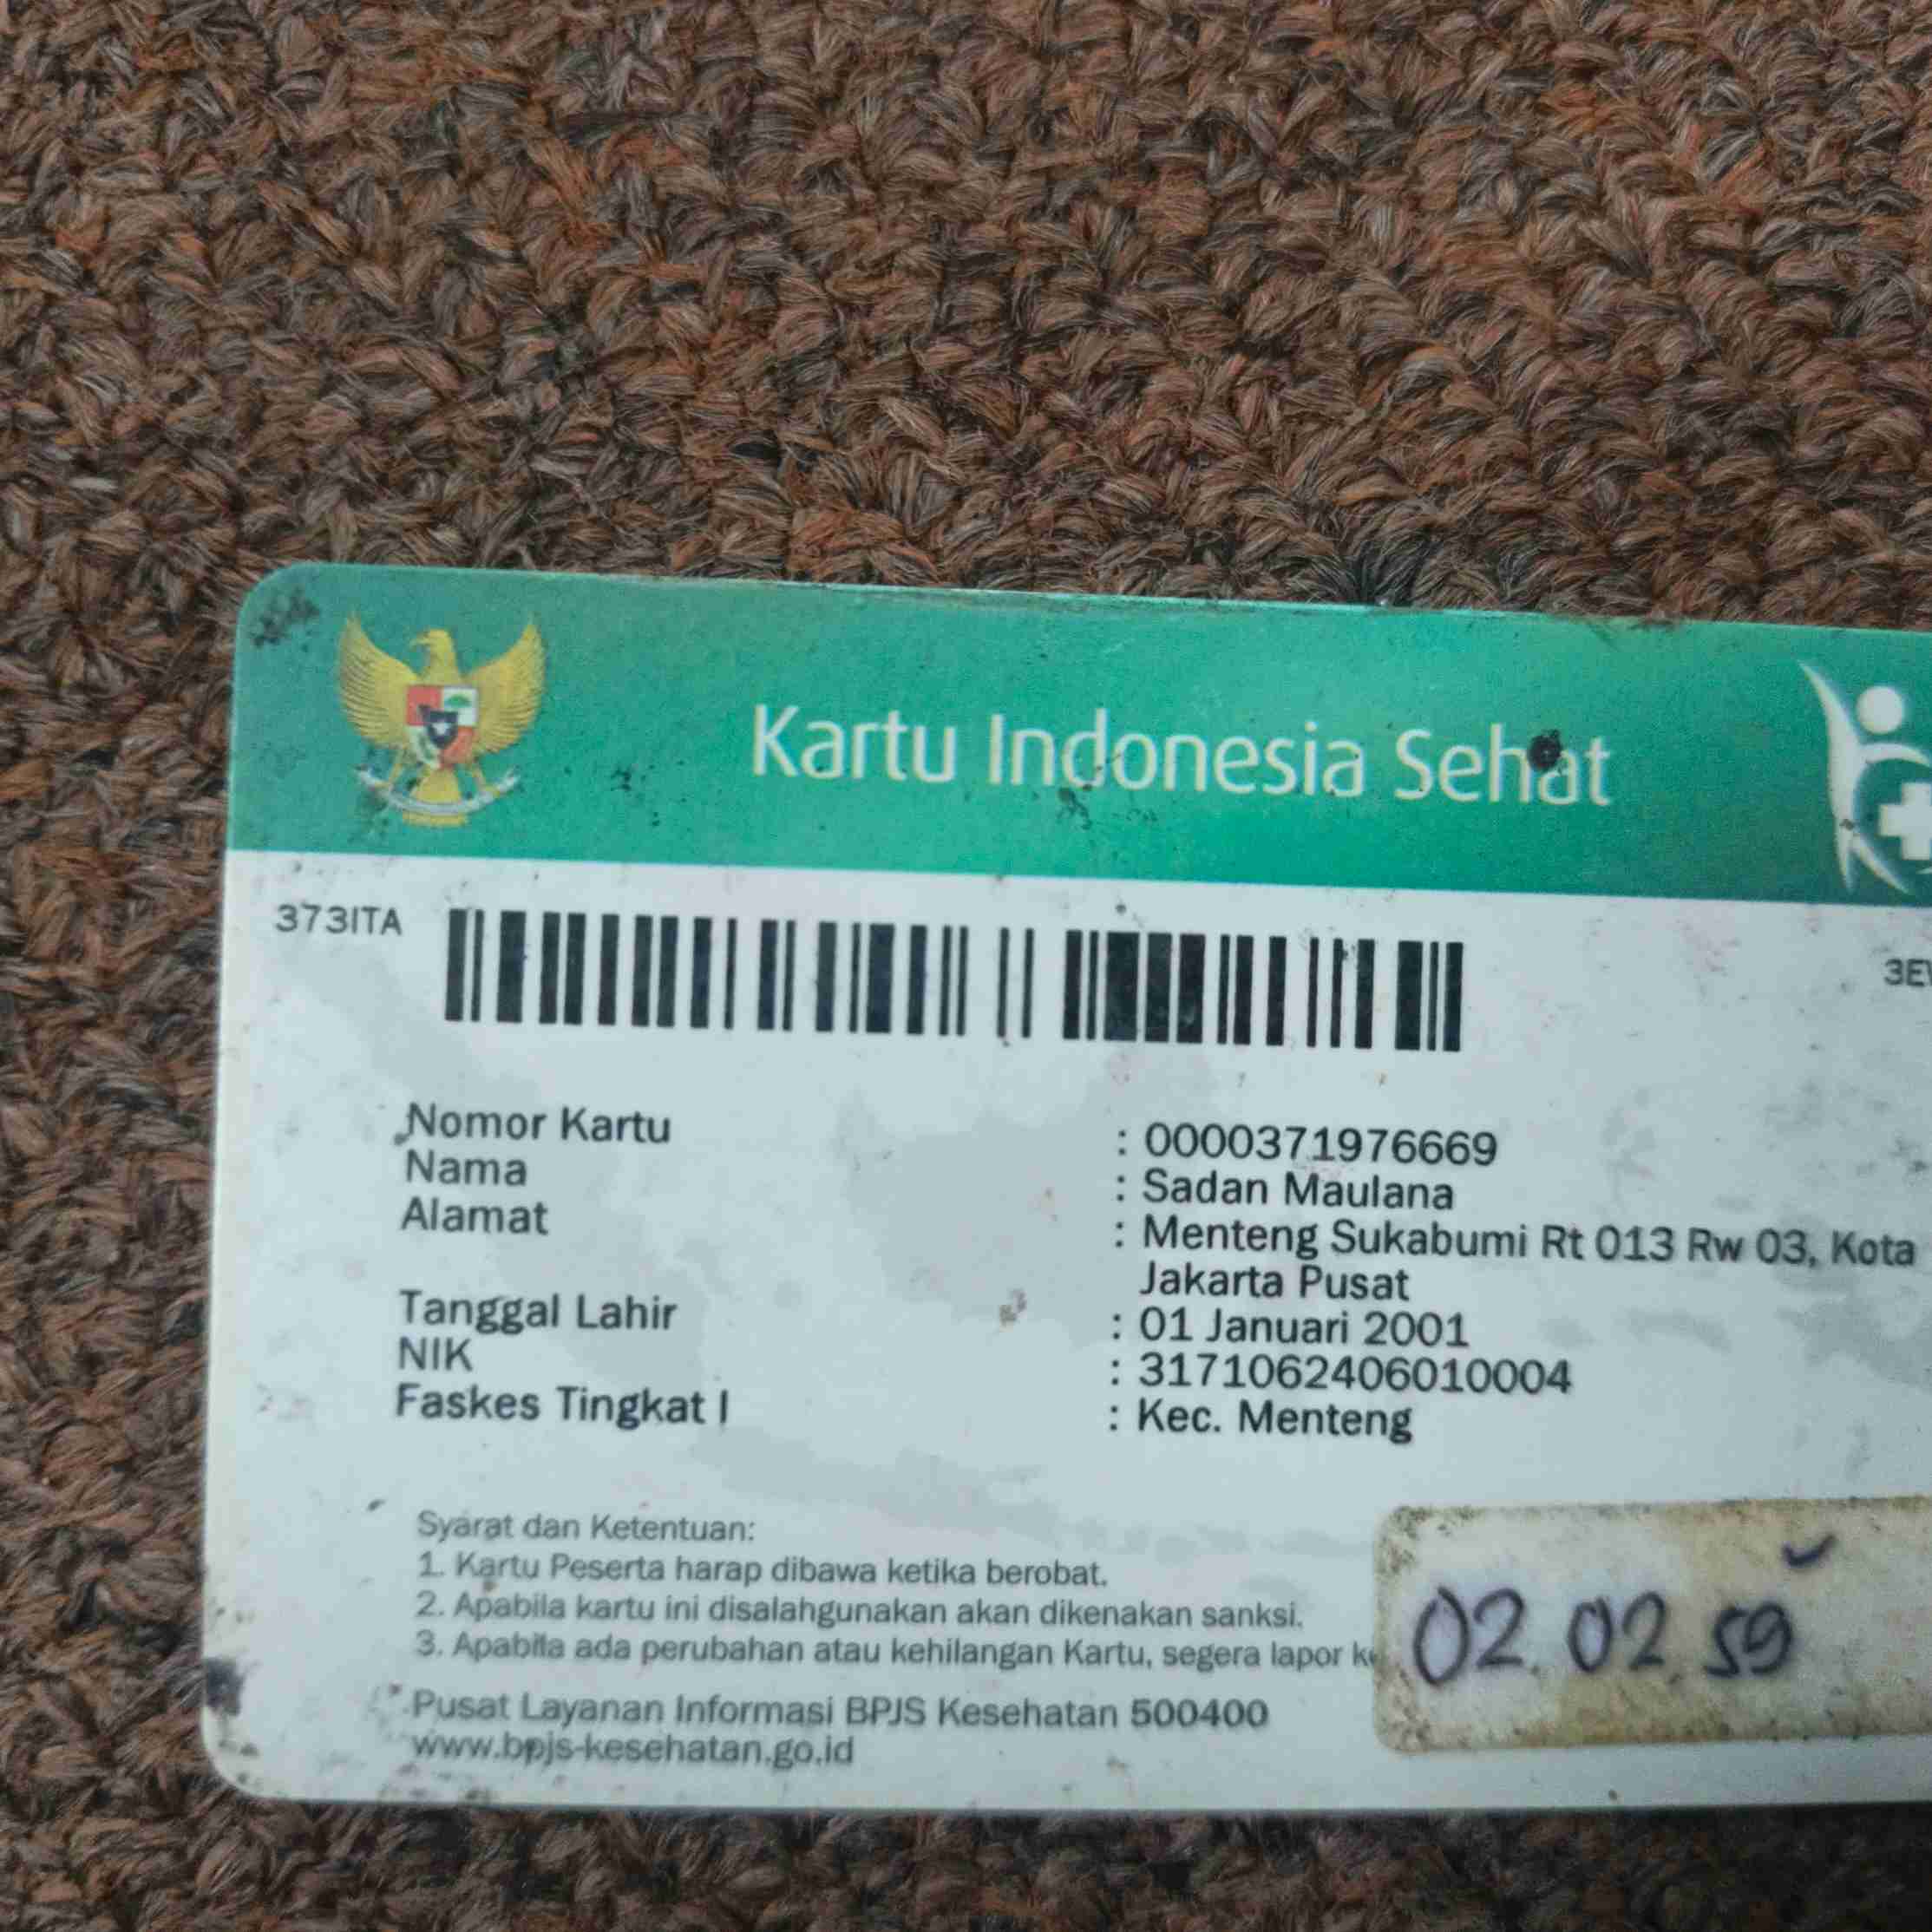 Kartu Indonesia Sehat
373ITA
Nomor Kartu : 0000371976669
Nama : Sadan Maulana
Alamat : Menteng Sukabumi Rt 013 Rw 03, Kota
Jakarta Pusat
Tanggal Lahir : 01 Januari 2001
NIK : 3171062406010004
Faskes Tingkat I : Kec. Menteng
Syarat dan Ketentuan:
1. Kartu Peserta harap dibawa ketika berobat.
2. Apabila kartu ini disalahgunakan akan dikenakan sanksi.
3. Apabila ada perubahan atau kehilangan Kartu, segera lapor
02. 02. 59
Pusat Layanan Informasi BPJS Kesehatan 500400
www.bpjs-kesehatan.go.id